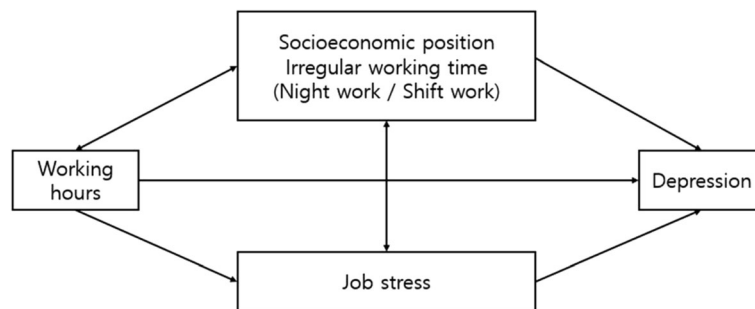 Socioeconomic position
Irregular working time
(Night work / Shift work)
Working
hours
Depression
Job stress